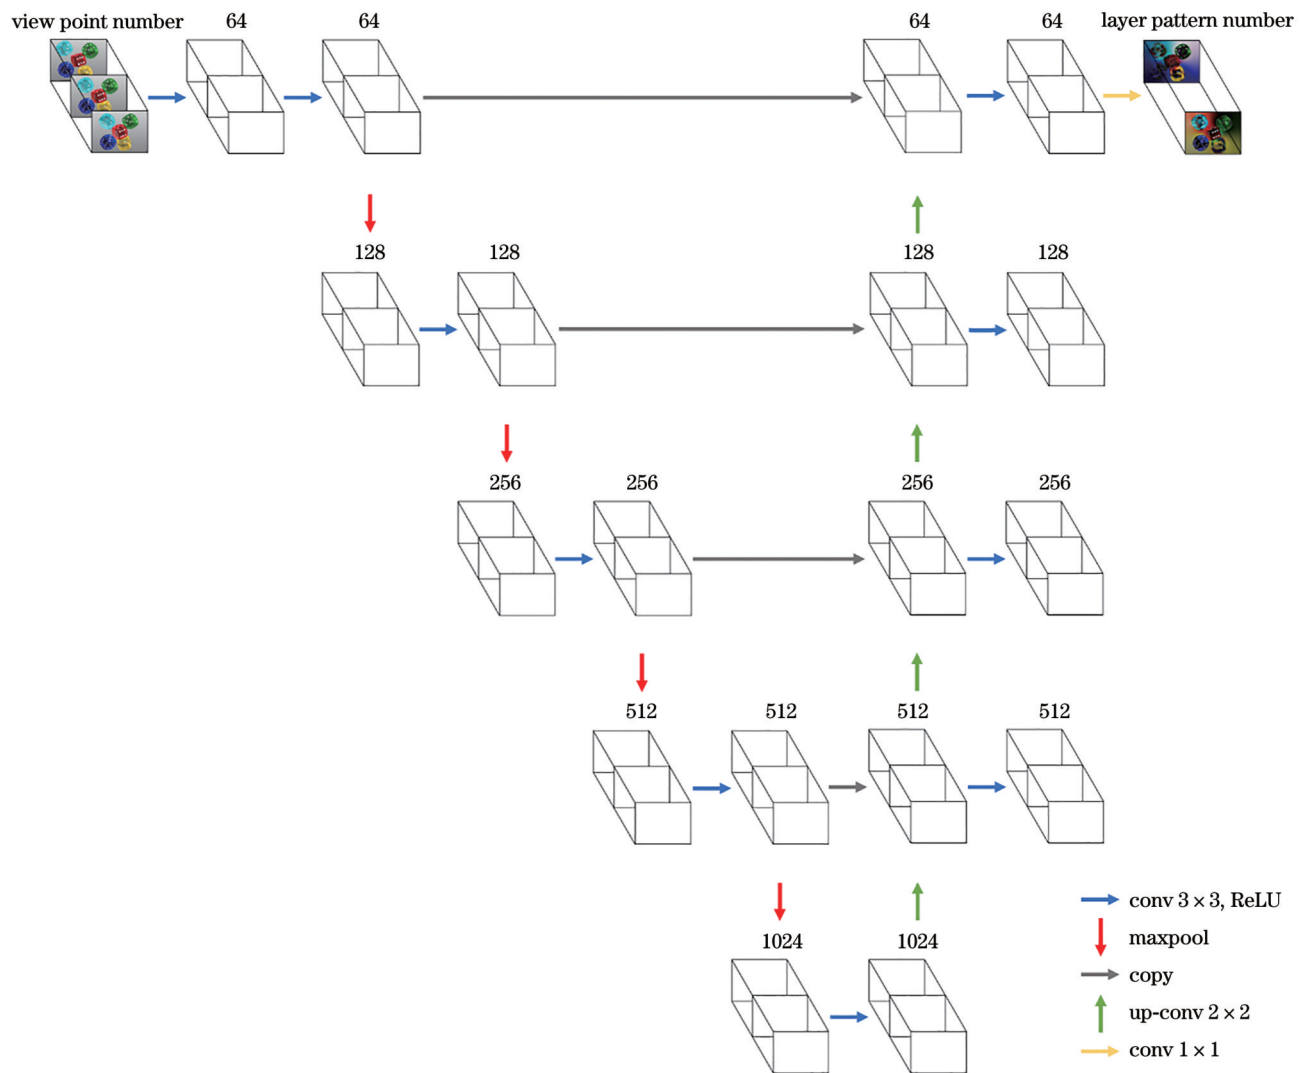 view point number 64 64 64 64 layer pattern number
128 128 128 128
256 256 256 256
512 512 512 512
1024 1024
conv 3 × 3, ReLU
maxpool
copy
up-conv 2 × 2
conv 1 × 1